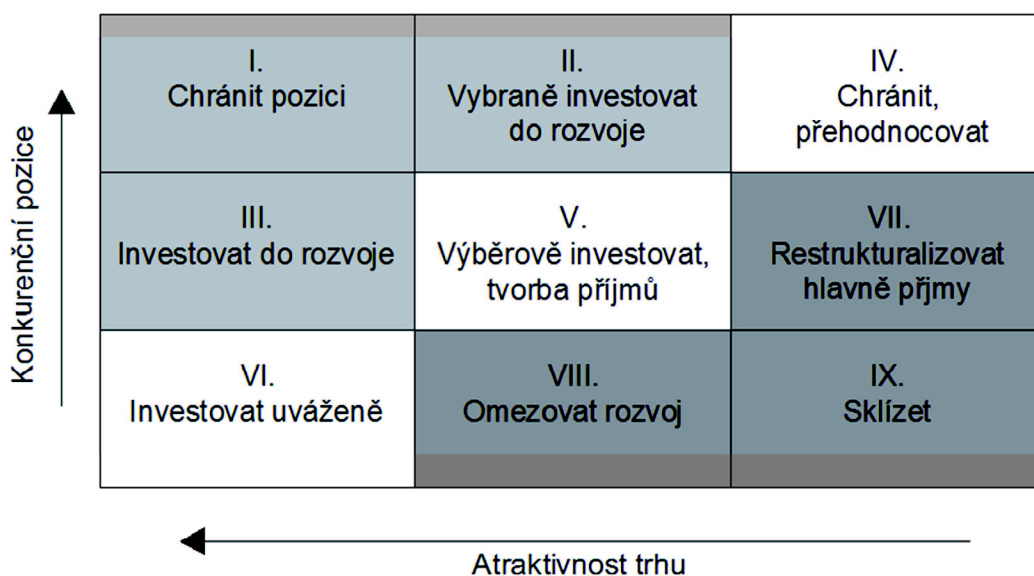 I.
Chránit pozici
II.
Vybraně investovat
do rozvoje
IV.
Chránit,
přehodnocovat
III.
Investovat do rozvoje
V.
Výběrově investovat,
tvorba příjmů
VII.
Restrukturalizovat
hlavně přjmy
VI.
Investovat uváženě
VIII.
Omezovat rozvoj
IX.
Sklízet
Konkurenční pozice
Atraktivnost trhu